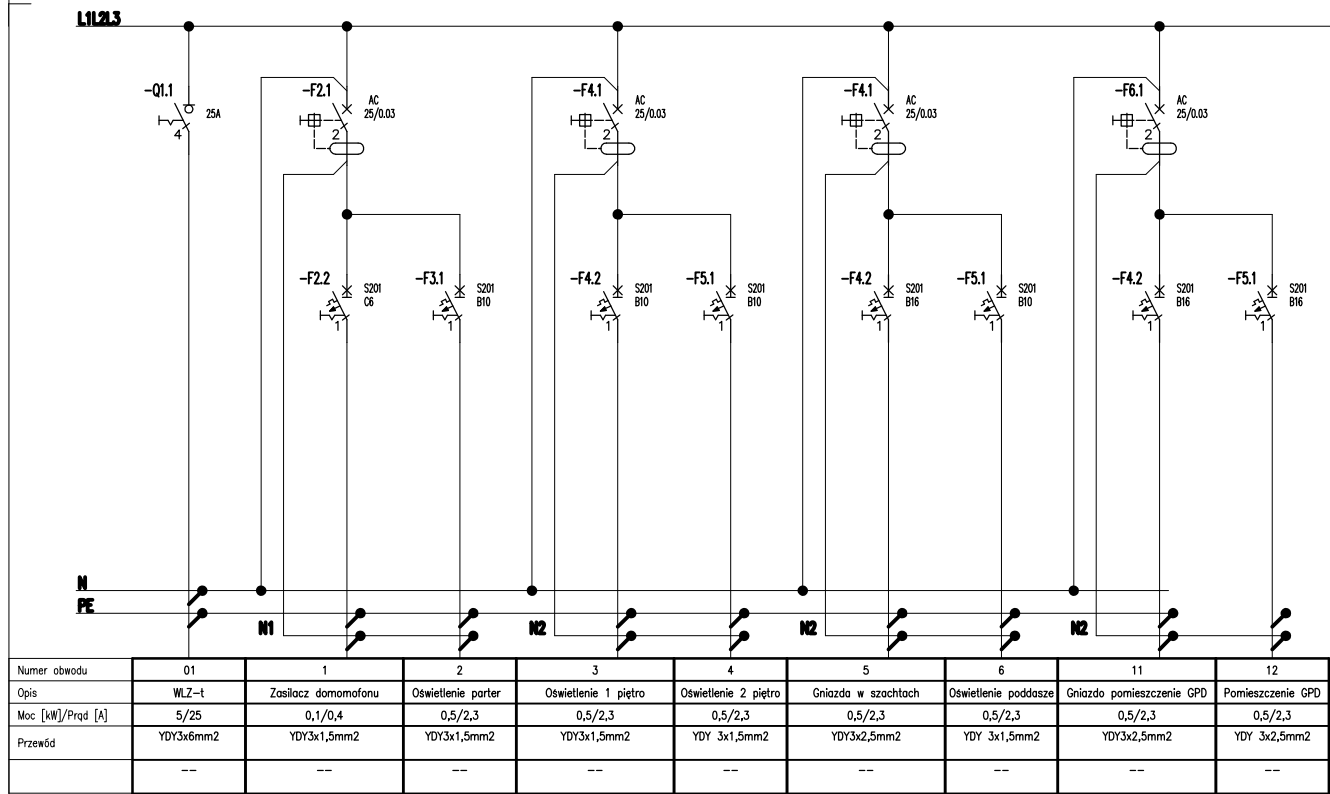 L1L2L3
-Q1.1
25A
4
-F2.1
AC
25/0.03
2
-F4.1
AC
25/0.03
2
-F4.1
AC
25/0.03
2
-F6.1
AC
25/0.03
2
-F2.2
S201
C6
1
-F3.1
S201
B10
1
-F4.2
S201
B10
1
-F5.1
S201
B10
1
-F4.2
S201
B16
1
-F5.1
S201
B10
1
-F4.2
S201
B16
1
-F5.1
S201
B16
1
N
PE
N1
N2
N2
N2
Numer obwodu 01 1 2 3 4 5 6 11 12
Opis WLZ-t Zasilacz domomofonu Oświetlenie parter Oświetlenie 1 piętro Oświetlenie 2 piętro Gniazda w szachtach Oświetlenie poddasze Gniazdo pomieszczenie GPD Pomieszczenie GPD
Moc [kW]/Prąd [A] 5/25 0,1/0,4 0,5/2,3 0,5/2,3 0,5/2,3 0,5/2,3 0,5/2,3 0,5/2,3 0,5/2,3
Przewód YDY3x6mm2 YDY3x1,5mm2 YDY3x1,5mm2 YDY3x1,5mm2 YDY 3x1,5mm2 YDY3x2,5mm2 YDY 3x1,5mm2 YDY3x2,5mm2 YDY 3x2,5mm2
-- -- -- -- -- -- -- -- --